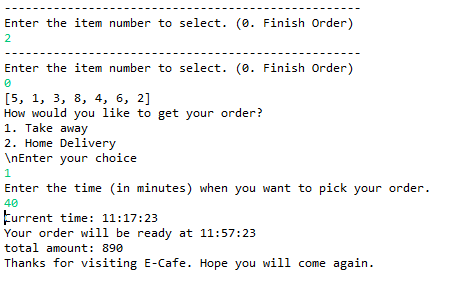 -----------------------------------------------------
Enter the item number to select. (0. Finish Order)
2
-----------------------------------------------------
Enter the item number to select. (0. Finish Order)
0
[5, 1, 3, 8, 4, 6, 2]
How would you like to get your order?
1. Take away
2. Home Delivery
\nEnter your choice
1
Enter the time (in minutes) when you want to pick your order.
40
Current time: 11:17:23
Your order will be ready at 11:57:23
total amount: 890
Thanks for visiting E-Cafe. Hope you will come again.